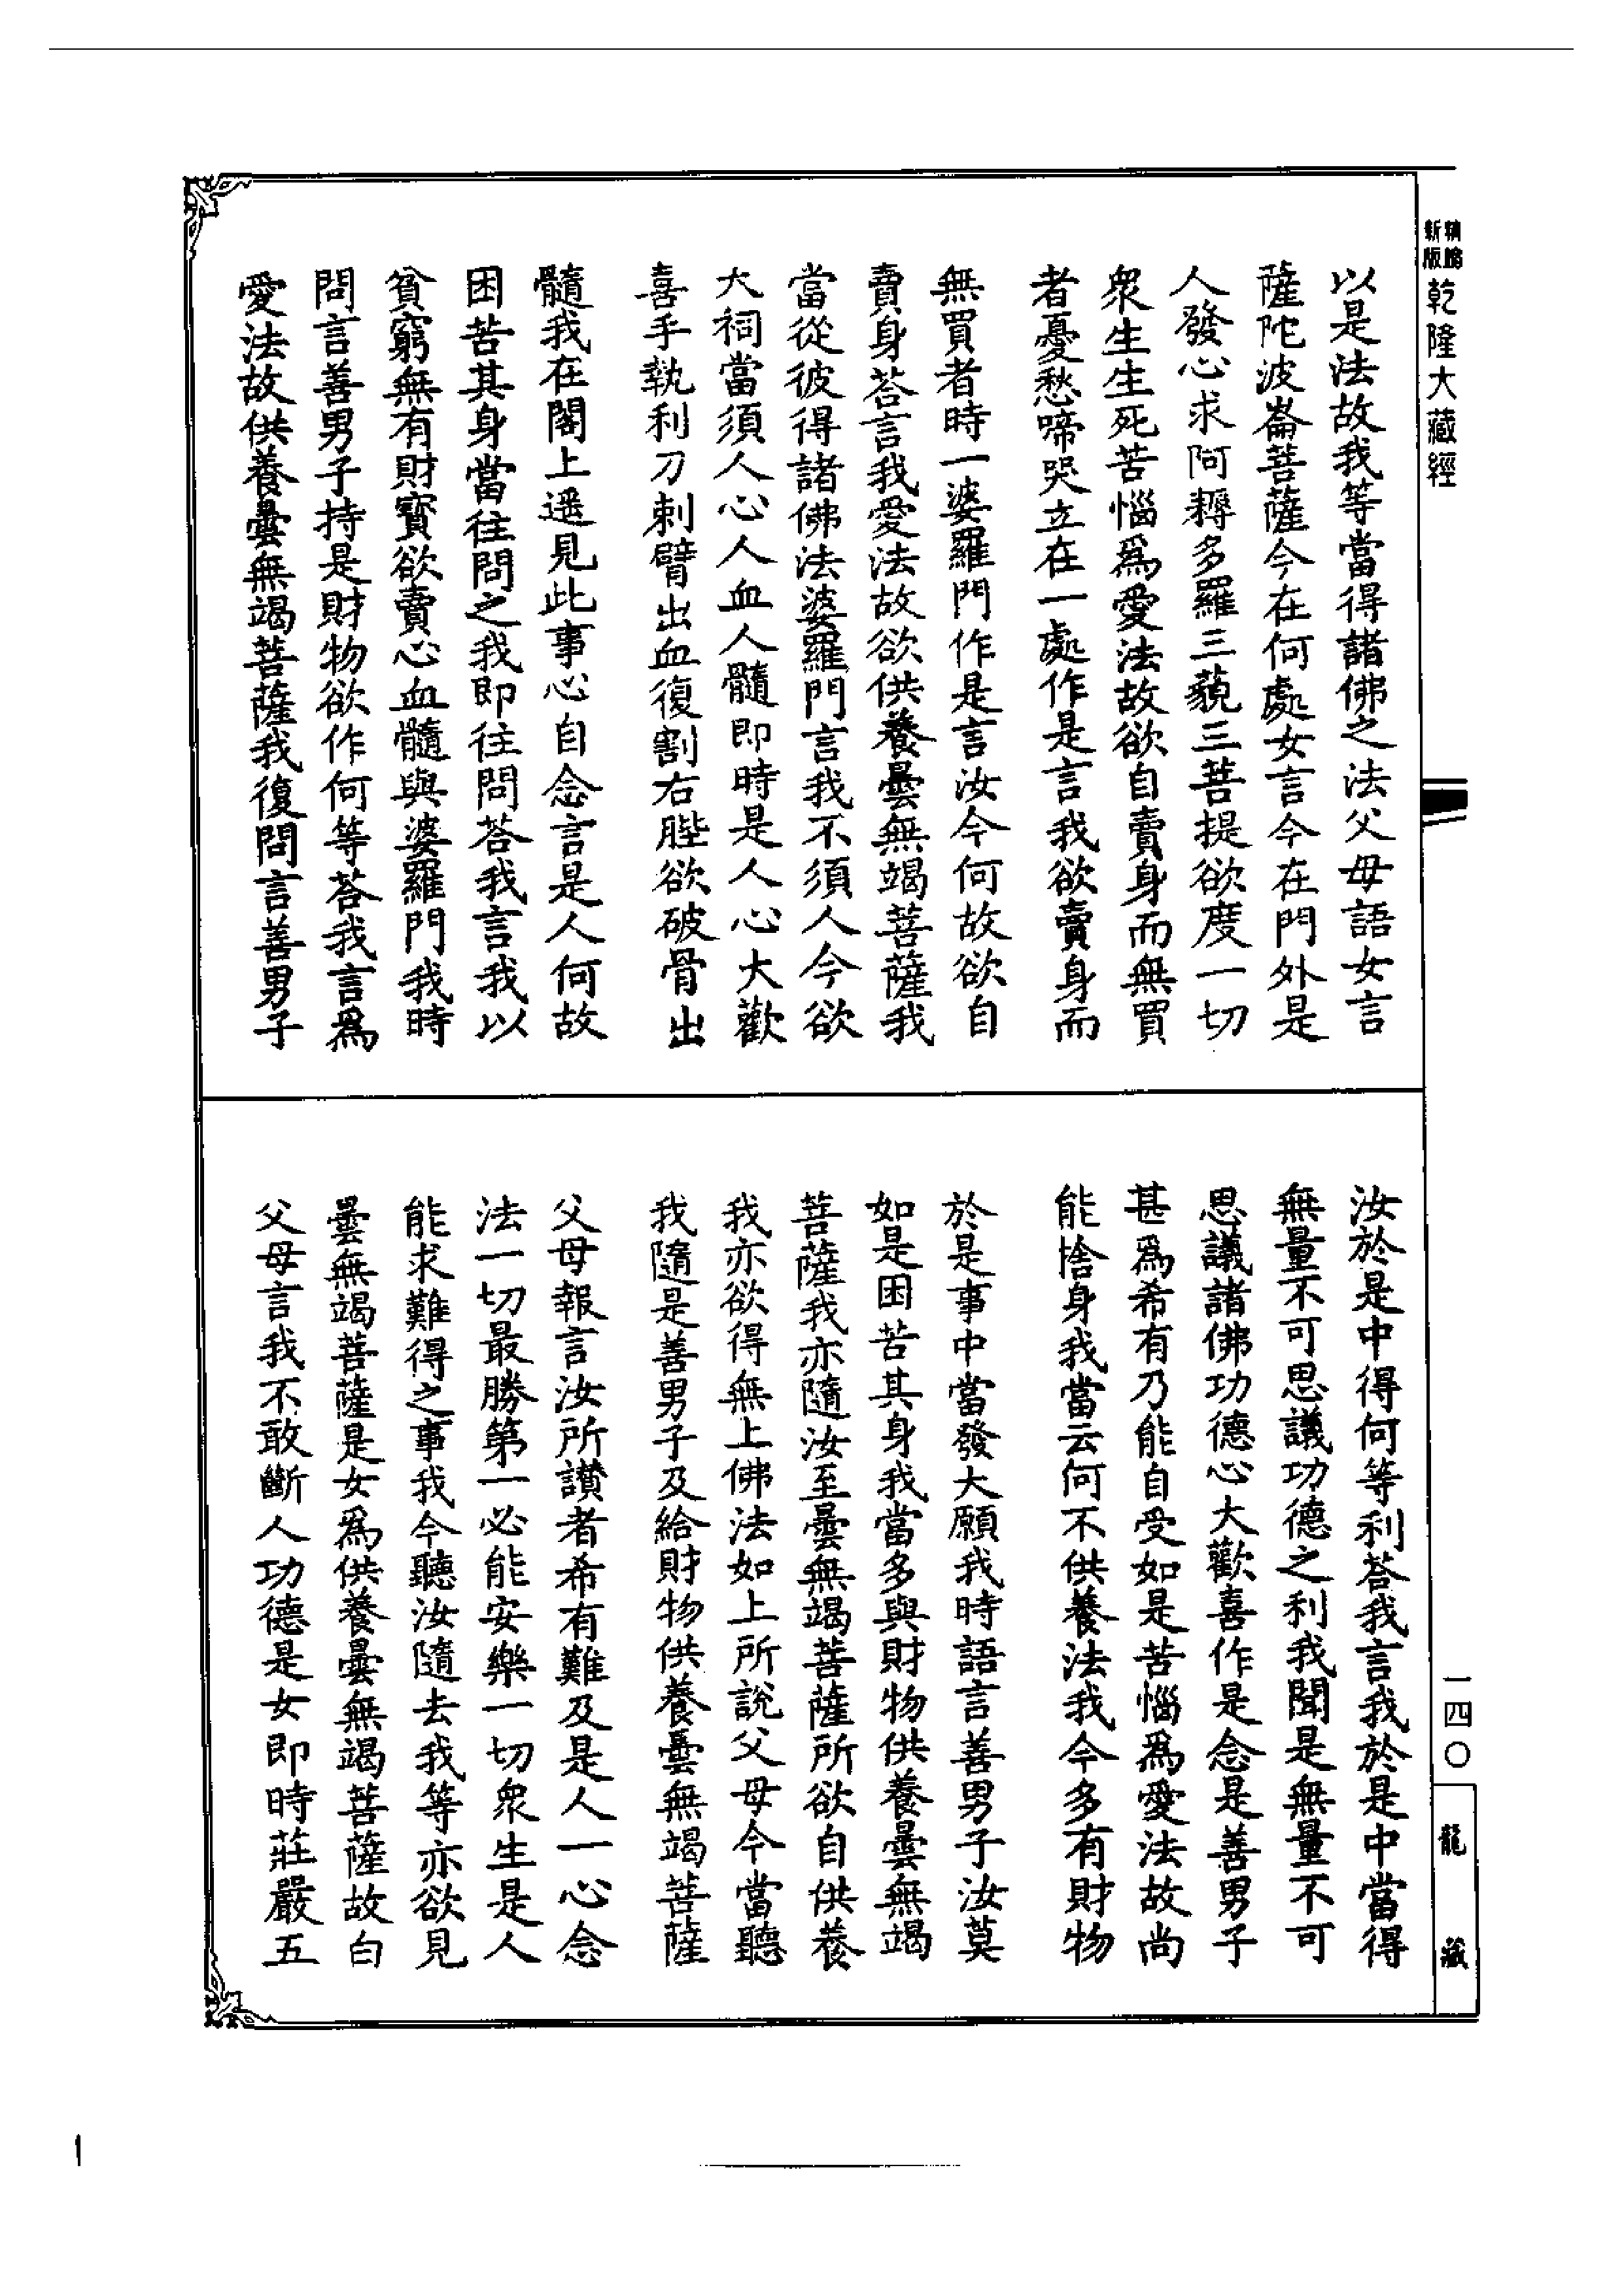 新版精縮乾隆大藏經
以是法故我等當得諸佛之法父母語女言
薩陀波崙菩薩今在何處女言今在門外是
人發心求阿耨多羅三藐三菩提欲度一切
衆生生死苦惱爲愛法故欲自賣身而無買
者憂愁啼哭立在一處作是言我欲賣身而
無買者時一婆羅門作是言汝今何故欲自
賣身荅言我愛法故欲供養曇無竭菩薩我
當從彼得諸佛法婆羅門言我不須人今欲
大祠當須人心人血人髓即時是人心大歡
喜手執利刀刺臂出血復割右髀欲破骨出
髓我在閣上遥見此事心自念言是人何故
困苦其身當往問之我即往問荅我言我以
貧窮無有財寳欲賣心血髓與婆羅門我時
問言善男子持是財物欲作何等荅我言爲
愛法故供養曇無竭菩薩我復問言善男子
汝於是中得何等利荅我言我於是中當得
無量不可思議功德之利我聞是無量不可
思議諸佛功德心大歡喜作是念是善男子
甚爲希有乃能自受如是苦惱爲愛法故尚
能捨身我當云何不供養法我今多有財物
於是事中當發大願我時語言善男子汝莫
如是困苦其身我當多與財物供養曇無竭
菩薩我亦隨汝至曇無竭菩薩所欲自供養
我亦欲得無上佛法如上所說父母今當聽
我隨是善男子及給財物供養曇無竭菩薩
父母報言汝所讃者希有難及是人一心念
法一切最勝第一必能安樂一切衆生是人
能求難得之事我今聽汝隨去我等亦欲見
曇無竭菩薩是女爲供養曇無竭菩薩故白
父母言我不敢斷人功德是女即時莊嚴五
一四〇
龍藏